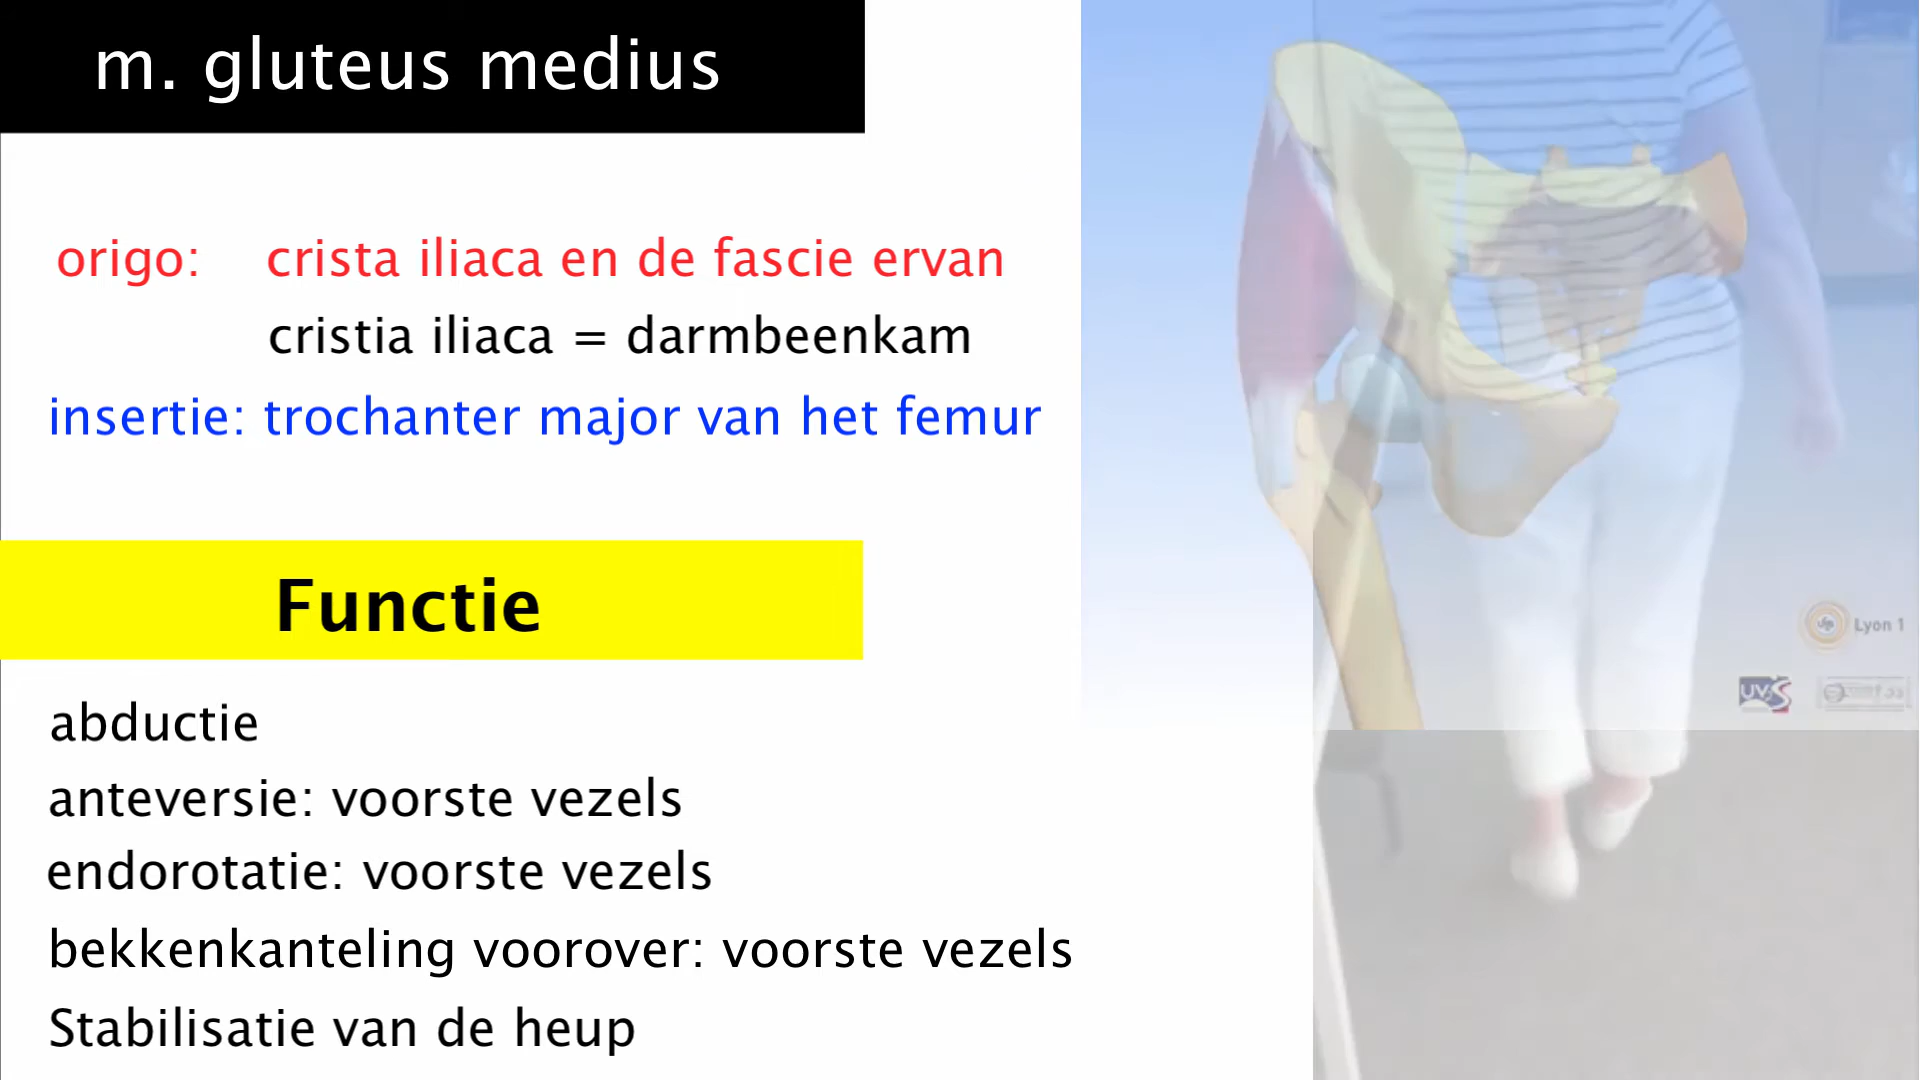 m. gluteus medius
origo: crista iliaca en de fascie ervan
cristia iliaca = darmbeenkam
insertie: trochanter major van het femur
Functie
abductie
anteversie: voorste vezels
endorotatie: voorste vezels
bekkenkanteling voorover: voorste vezels
Stabilisatie van de heup
Lyon 1
UVS